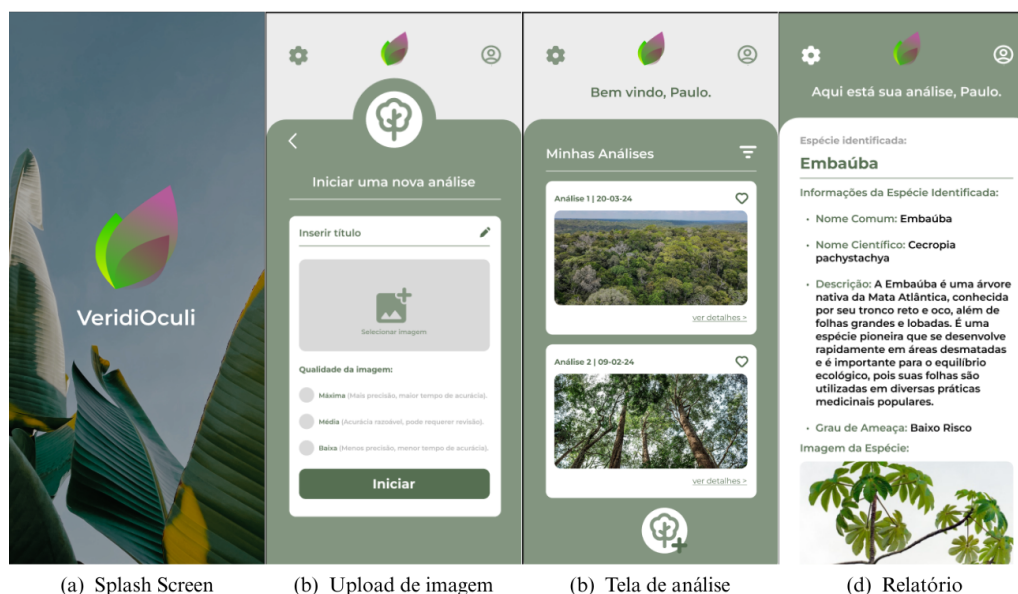 VeridiOculi
Iniciar uma nova análise
Inserir título
Selecionar imagem
Qualidade da imagem:
Máxima (Mais precisão, maior tempo de acurácia).
Média (Acurácia razoável, pode requerer revisão).
Baixa (Menos precisão, menor tempo de acurácia).
Iniciar
Bem vindo, Paulo.
Minhas Análises
Análise 1 | 20-03-24
ver detalhes >
Análise 2 | 09-02-24
ver detalhes >
Aqui está sua análise, Paulo.
Espécie identificada:
Embaúba
Informações da Espécie Identificada:
• Nome Comum: Embaúba
• Nome Científico: Cecropia
pachystachya
• Descrição: A Embaúba é uma árvore
nativa da Mata Atlântica, conhecida
por seu tronco reto e oco, além de
folhas grandes e lobadas. É uma
espécie pioneira que se desenvolve
rapidamente em áreas desmatadas
e é importante para o equilíbrio
ecológico, pois suas folhas são
utilizadas em diversas práticas
medicinais populares.
• Grau de Ameaça: Baixo Risco
Imagem da Espécie:
(a) Splash Screen
(b) Upload de imagem
(b) Tela de análise
(d) Relatório